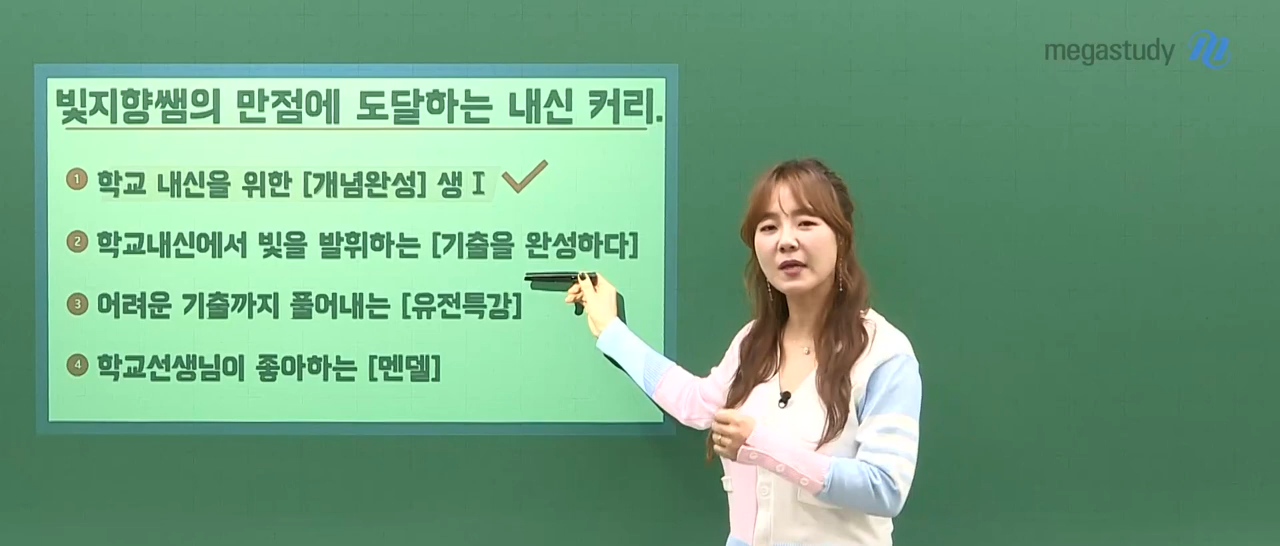 megastudy
빛지향쌤의 만점에 도달하는 내신 커리.
1 학교 내신을 위한 [개념완성] 생 I
2 학교내신에서 빛을 발휘하는 [기출을 완성하다]
3 어려운 기출까지 풀어내는 [유전특강]
4 학교선생님이 좋아하는 [멘델]